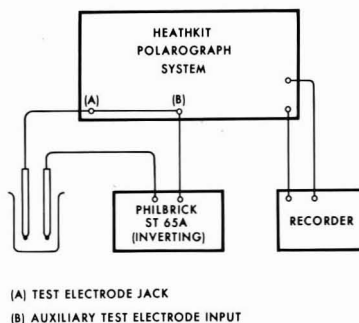 HEATHKIT
POLAROGRAPH
SYSTEM
(A)
(B)
PHILBRICK
ST 65A
(INVERTING)
RECORDER
(A) TEST ELECTRODE JACK
(B) AUXILIARY TEST ELECTRODE INPUT